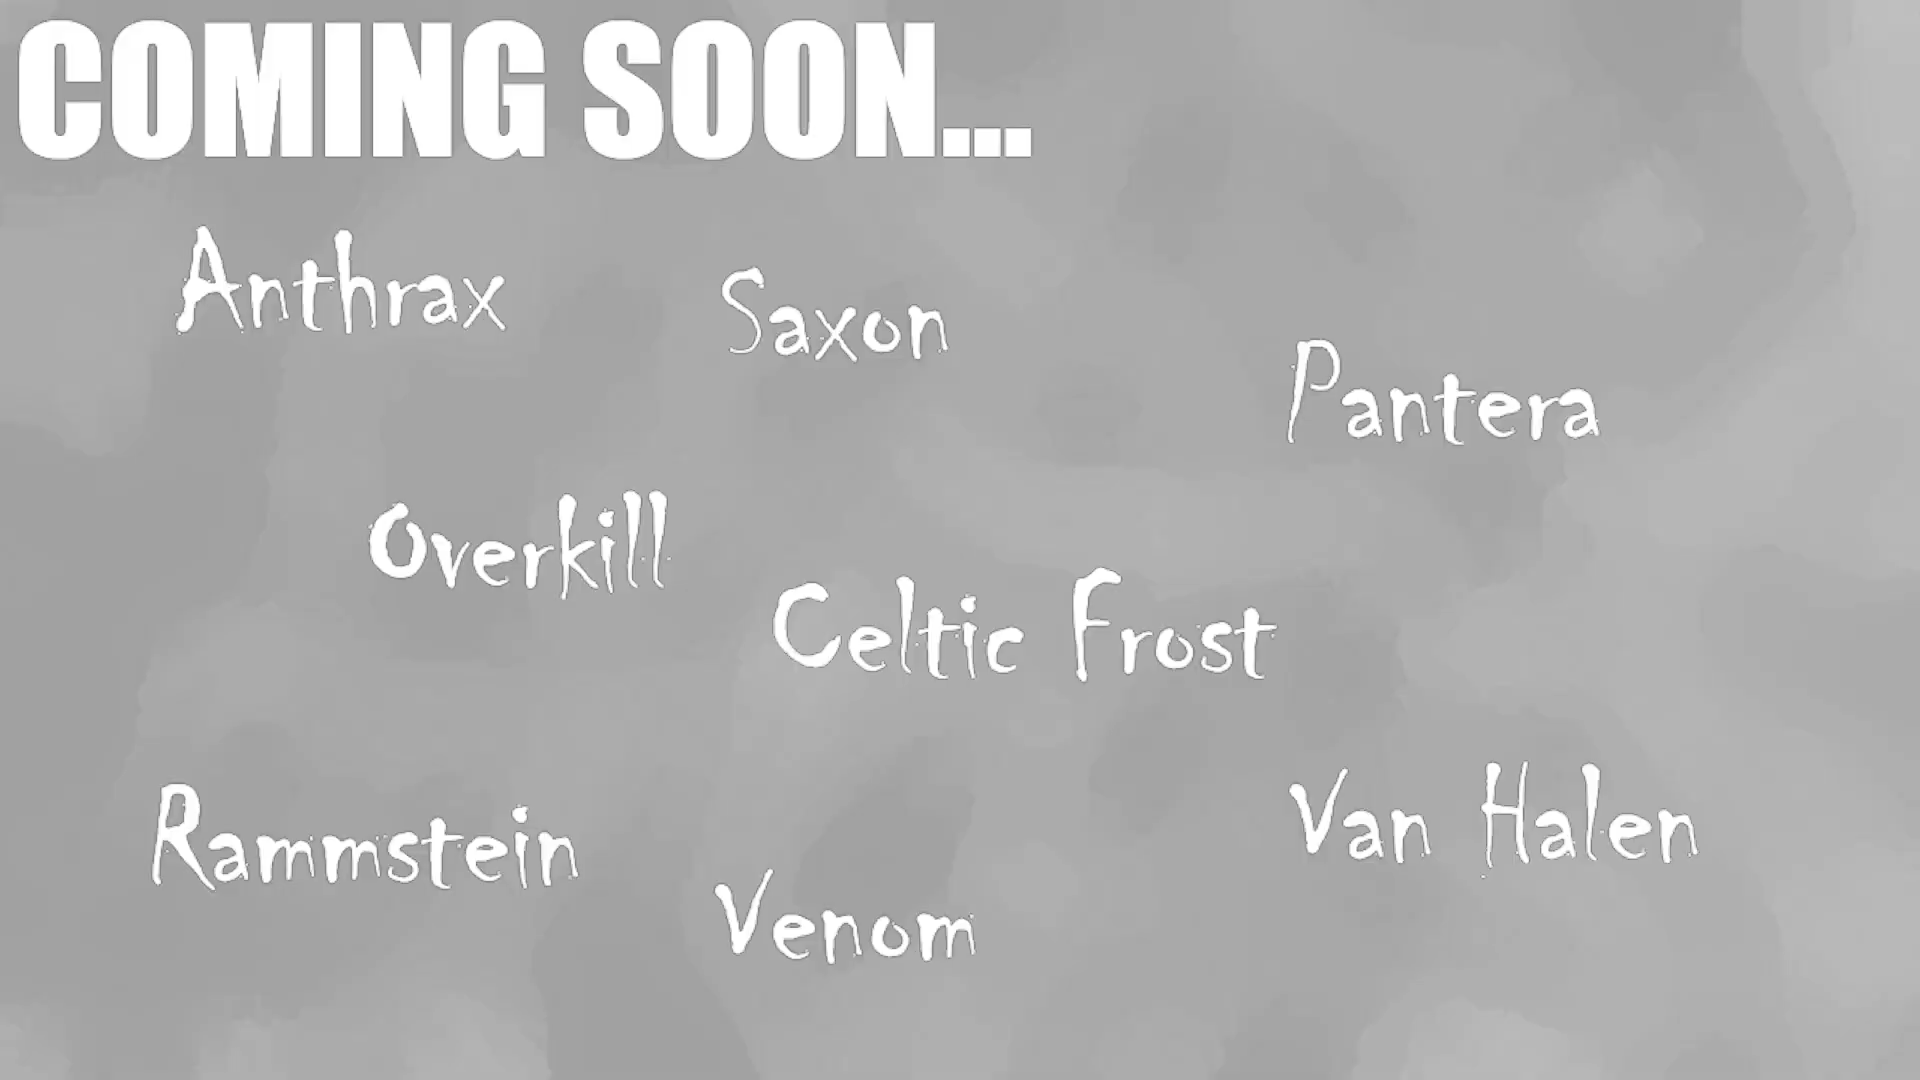 COMING SOON...
Anthrax
Saxon
Pantera
Overkill
Celtic Frost
Rammstein
Van Halen
Venom